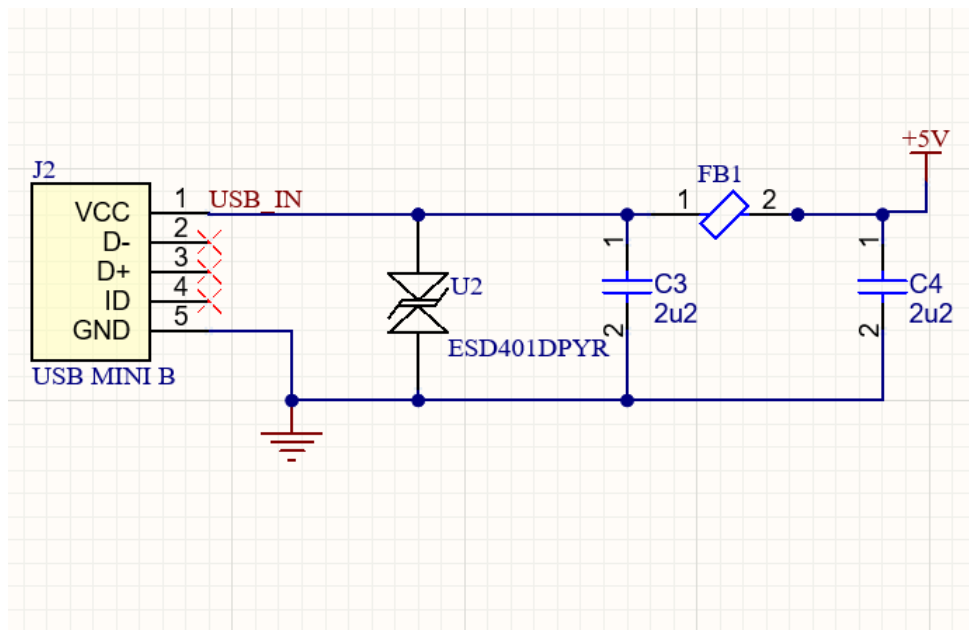 J2
VCC 1 USB_IN
D- 2
D+ 3
ID 4
GND 5
USB MINI B
U2
ESD401DPYR
1 C3
2u2
2
1 FB1 2
+5V
1 C4
2u2
2